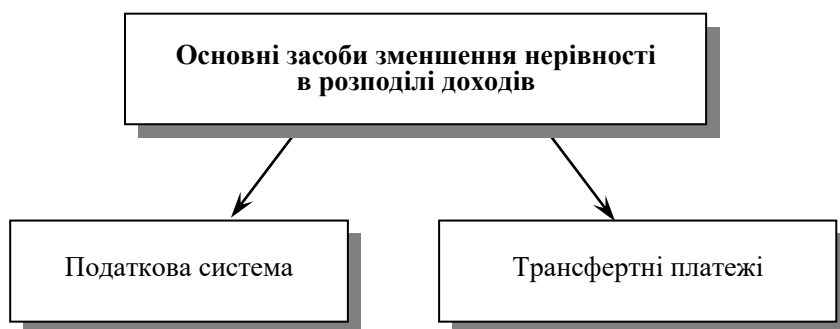 Основні засоби зменшення нерівності
в розподілі доходів
Податкова система
Трансфертні платежі